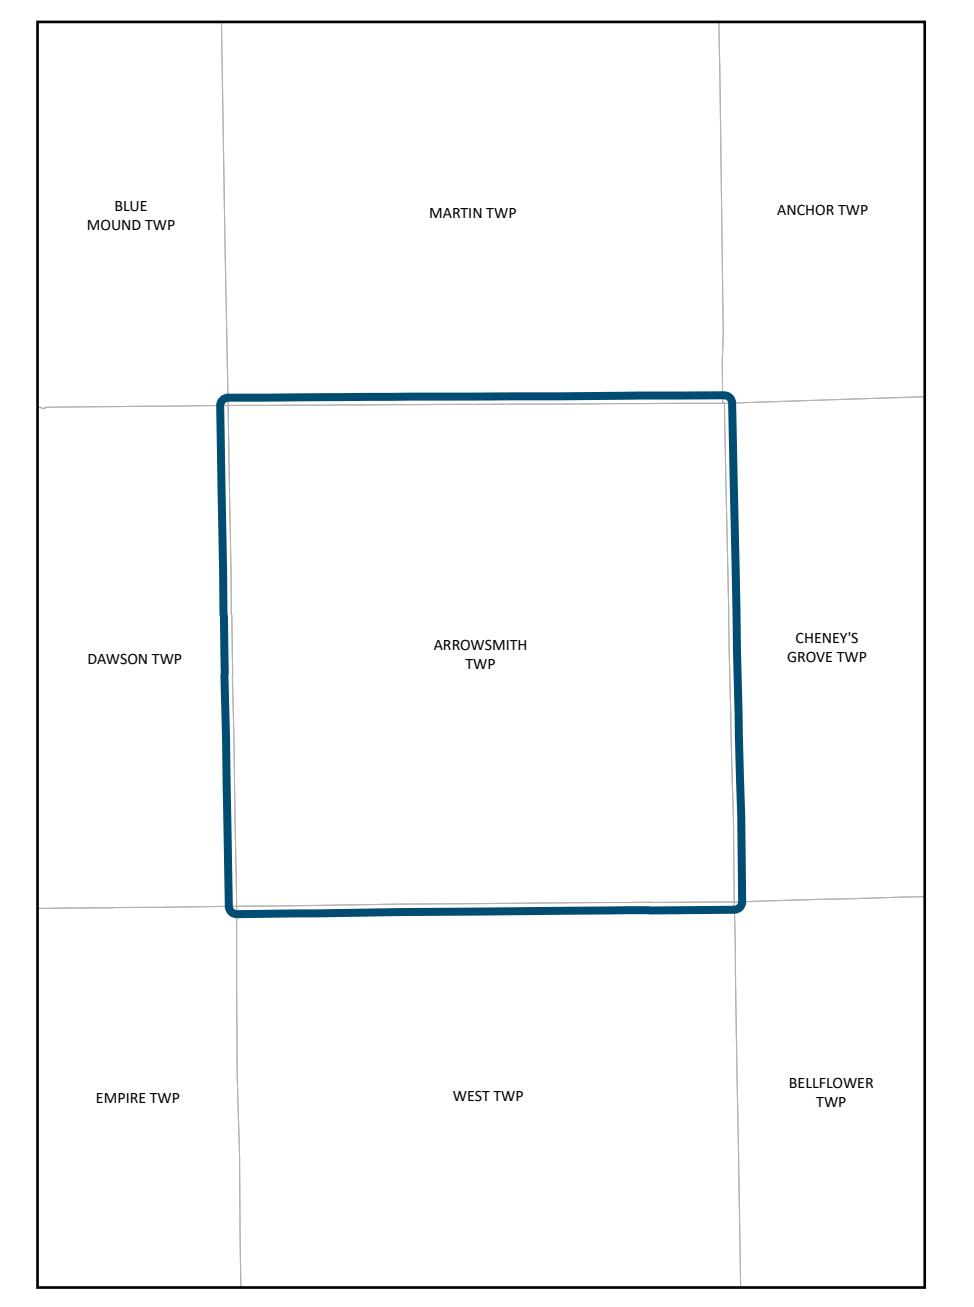 BLUE
MOUND TWP
MARTIN TWP
ANCHOR TWP
DAWSON TWP
ARROWSMITH
TWP
CHENEY'S
GROVE TWP
EMPIRE TWP
WEST TWP
BELLFLOWER
TWP